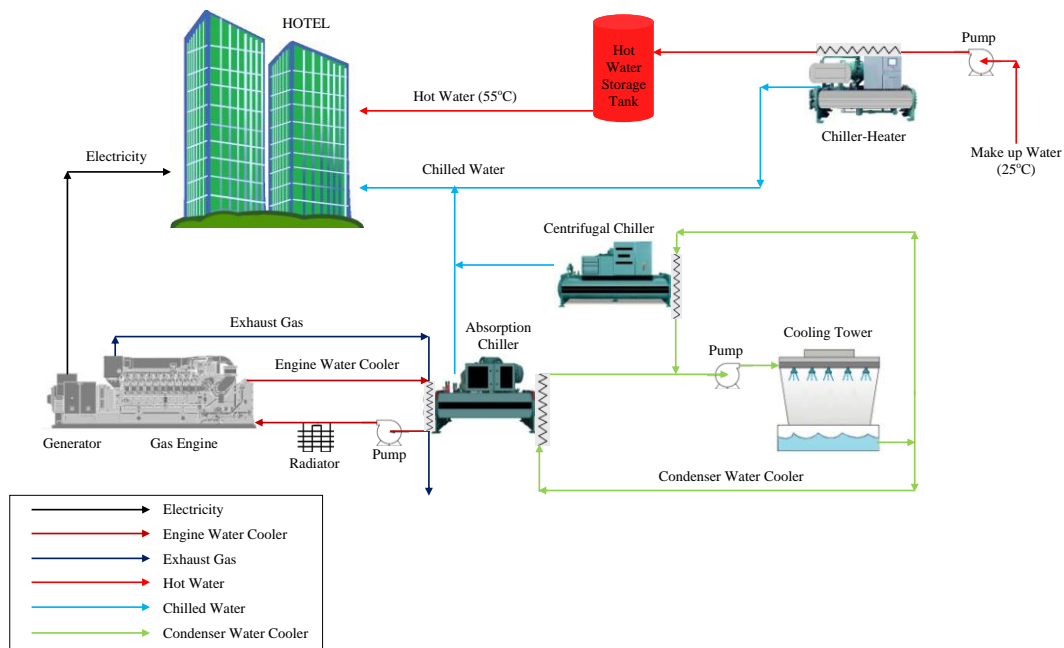 HOTEL
Hot
Water
Storage
Tank
Pump
Hot Water (55°C)
Chiller-Heater
Make up Water
(25°C)
Electricity
Chilled Water
Centrifugal Chiller
Exhaust Gas
Absorption
Chiller
Cooling Tower
Engine Water Cooler
Pump
Generator
Gas Engine
Radiator
Pump
Condenser Water Cooler
Electricity
Engine Water Cooler
Exhaust Gas
Hot Water
Chilled Water
Condenser Water Cooler